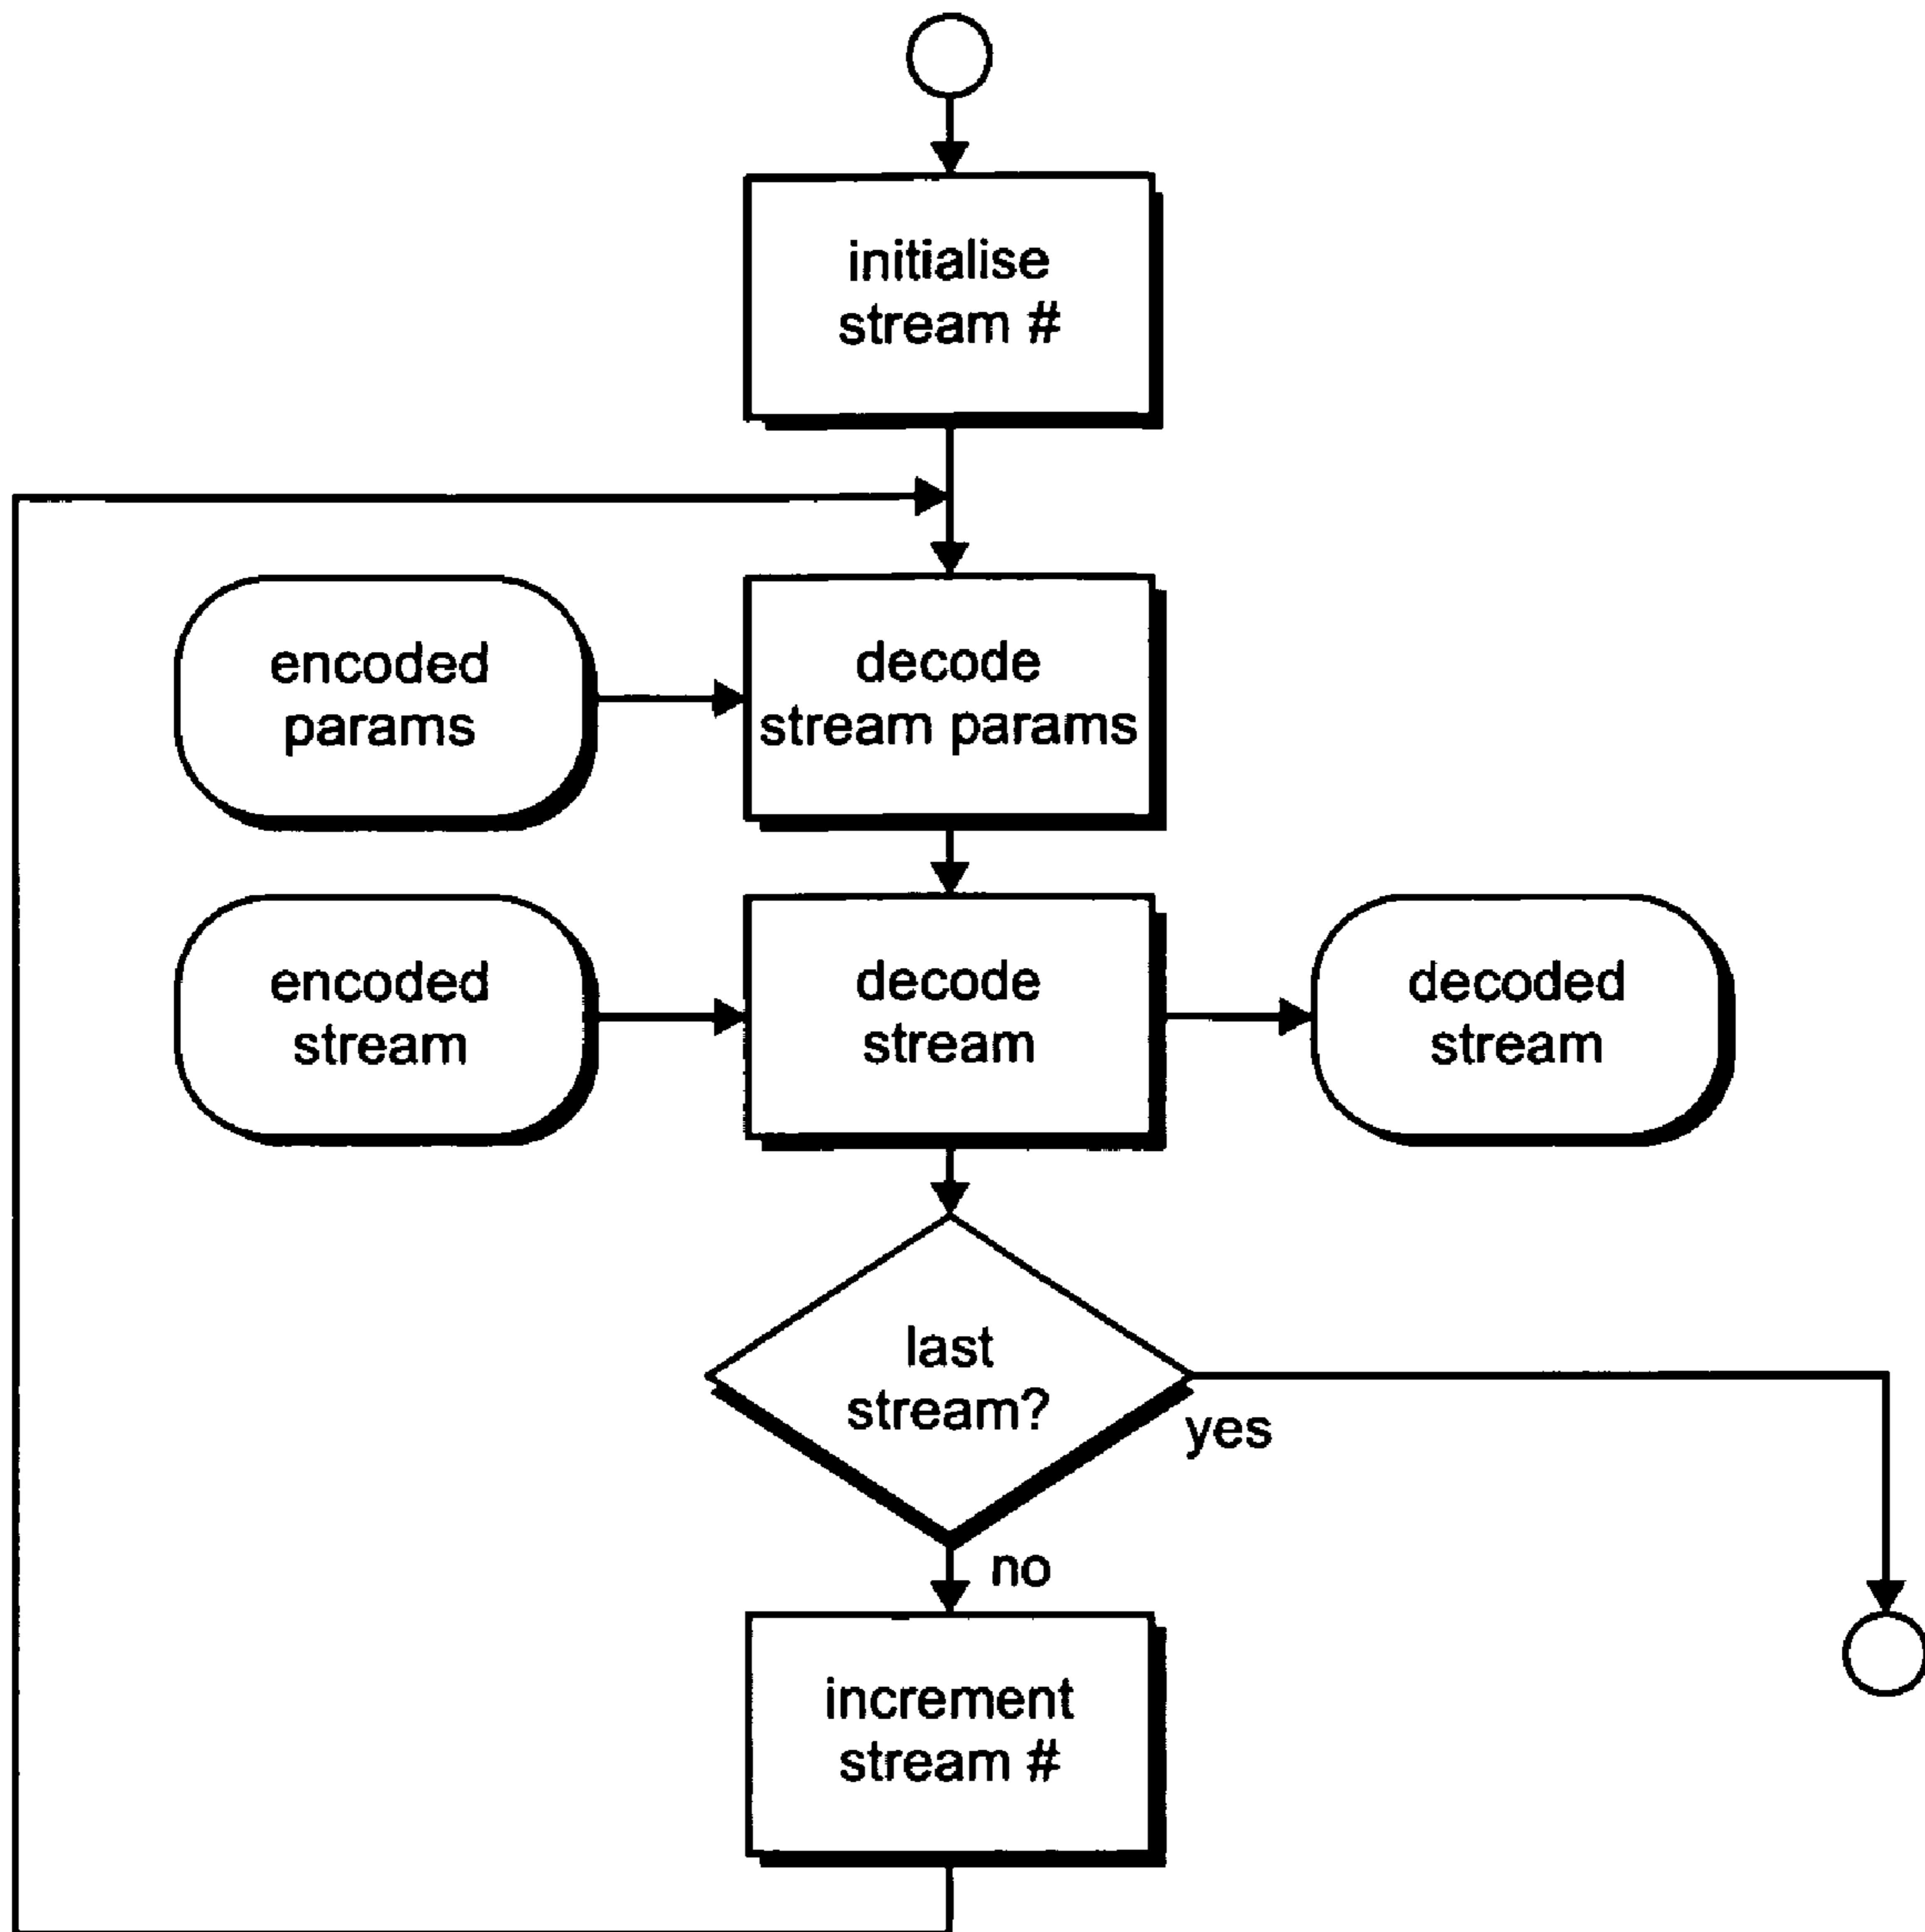 initialise
stream #
encoded
params
decode
stream params
encoded
stream
decode
stream
decoded
stream
last
stream?
yes
no
increment
stream #